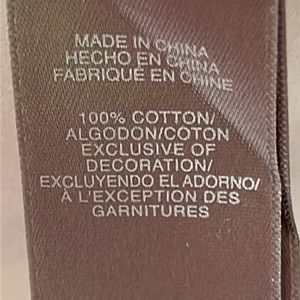 MADE IN CHINA
HECHO EN CHINA
FABRIQUÉ EN CHINE
100% COTTON/
ALGODON/COTON
EXCLUSIVE OF
DECORATION/
EXCLUYENDO EL ADORNO/
À L'EXCEPTION DES
GARNITURES